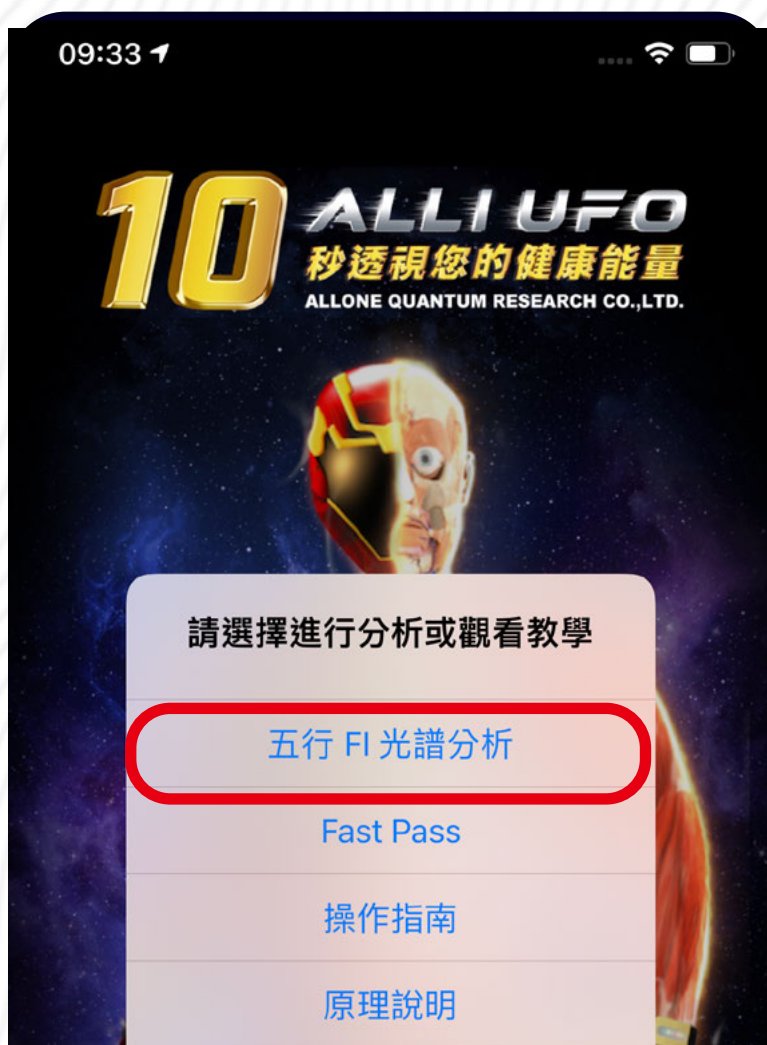 09:33
10
ALLI UFO
秒透視您的健康能量
ALLONE QUANTUM RESEARCH CO.,LTD.
請選擇進行分析或觀看教學
五行 FI 光譜分析
Fast Pass
操作指南
原理說明